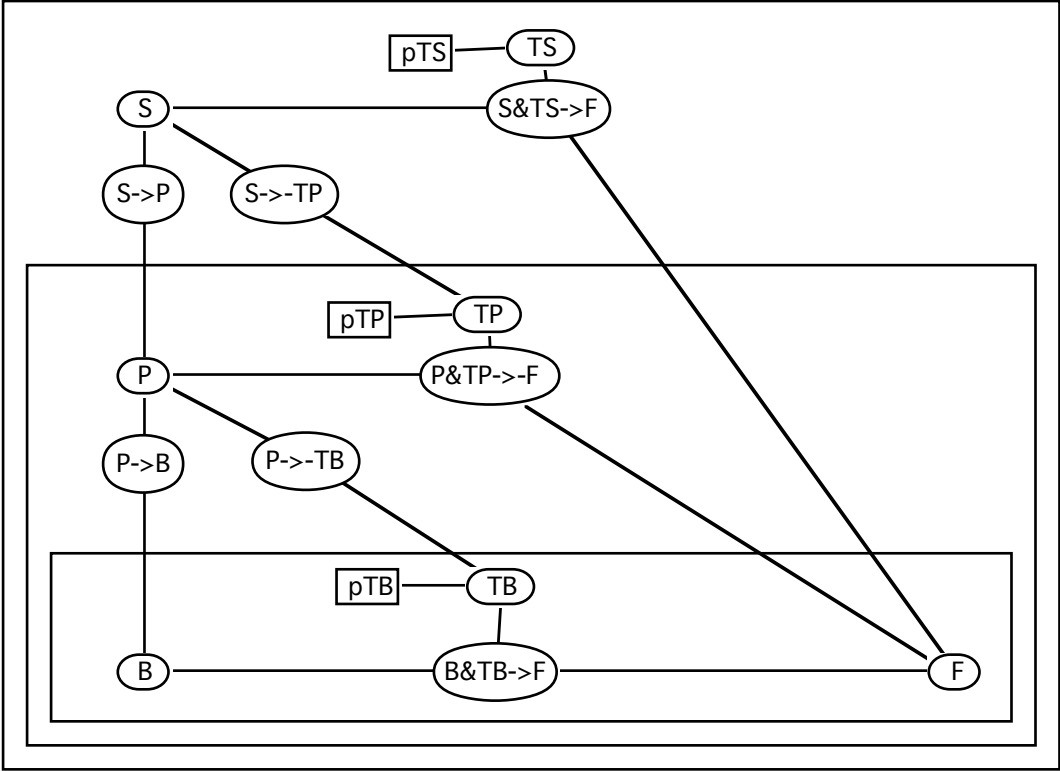 pTS
TS
S
S&TS->F
S->P
S->-TP
pTP
TP
P
P&TP->-F
P->B
P->-TB
pTB
TB
B
B&TB->F
F